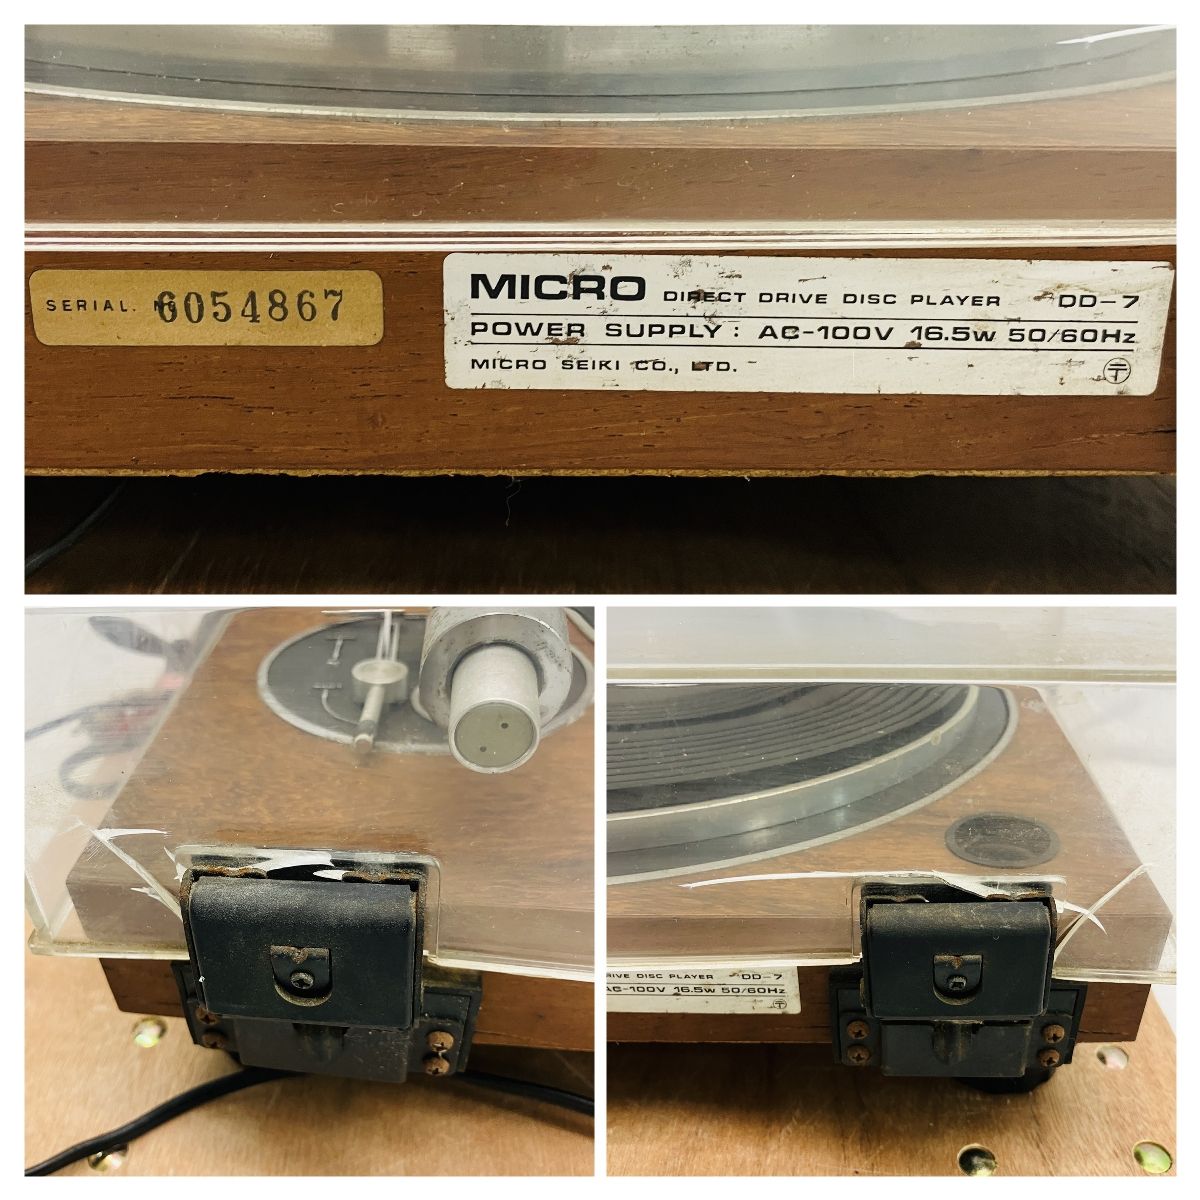 SERIAL. No 6054867
MICRO DIRECT DRIVE DISC PLAYER DD-7
POWER SUPPLY : AC-100V 16.5W 50/60Hz
MICRO SEIKI CO., LTD. 〒
RIVE DISC PLAYER DD-7
AC-100V 16.5W 50/60Hz
〒